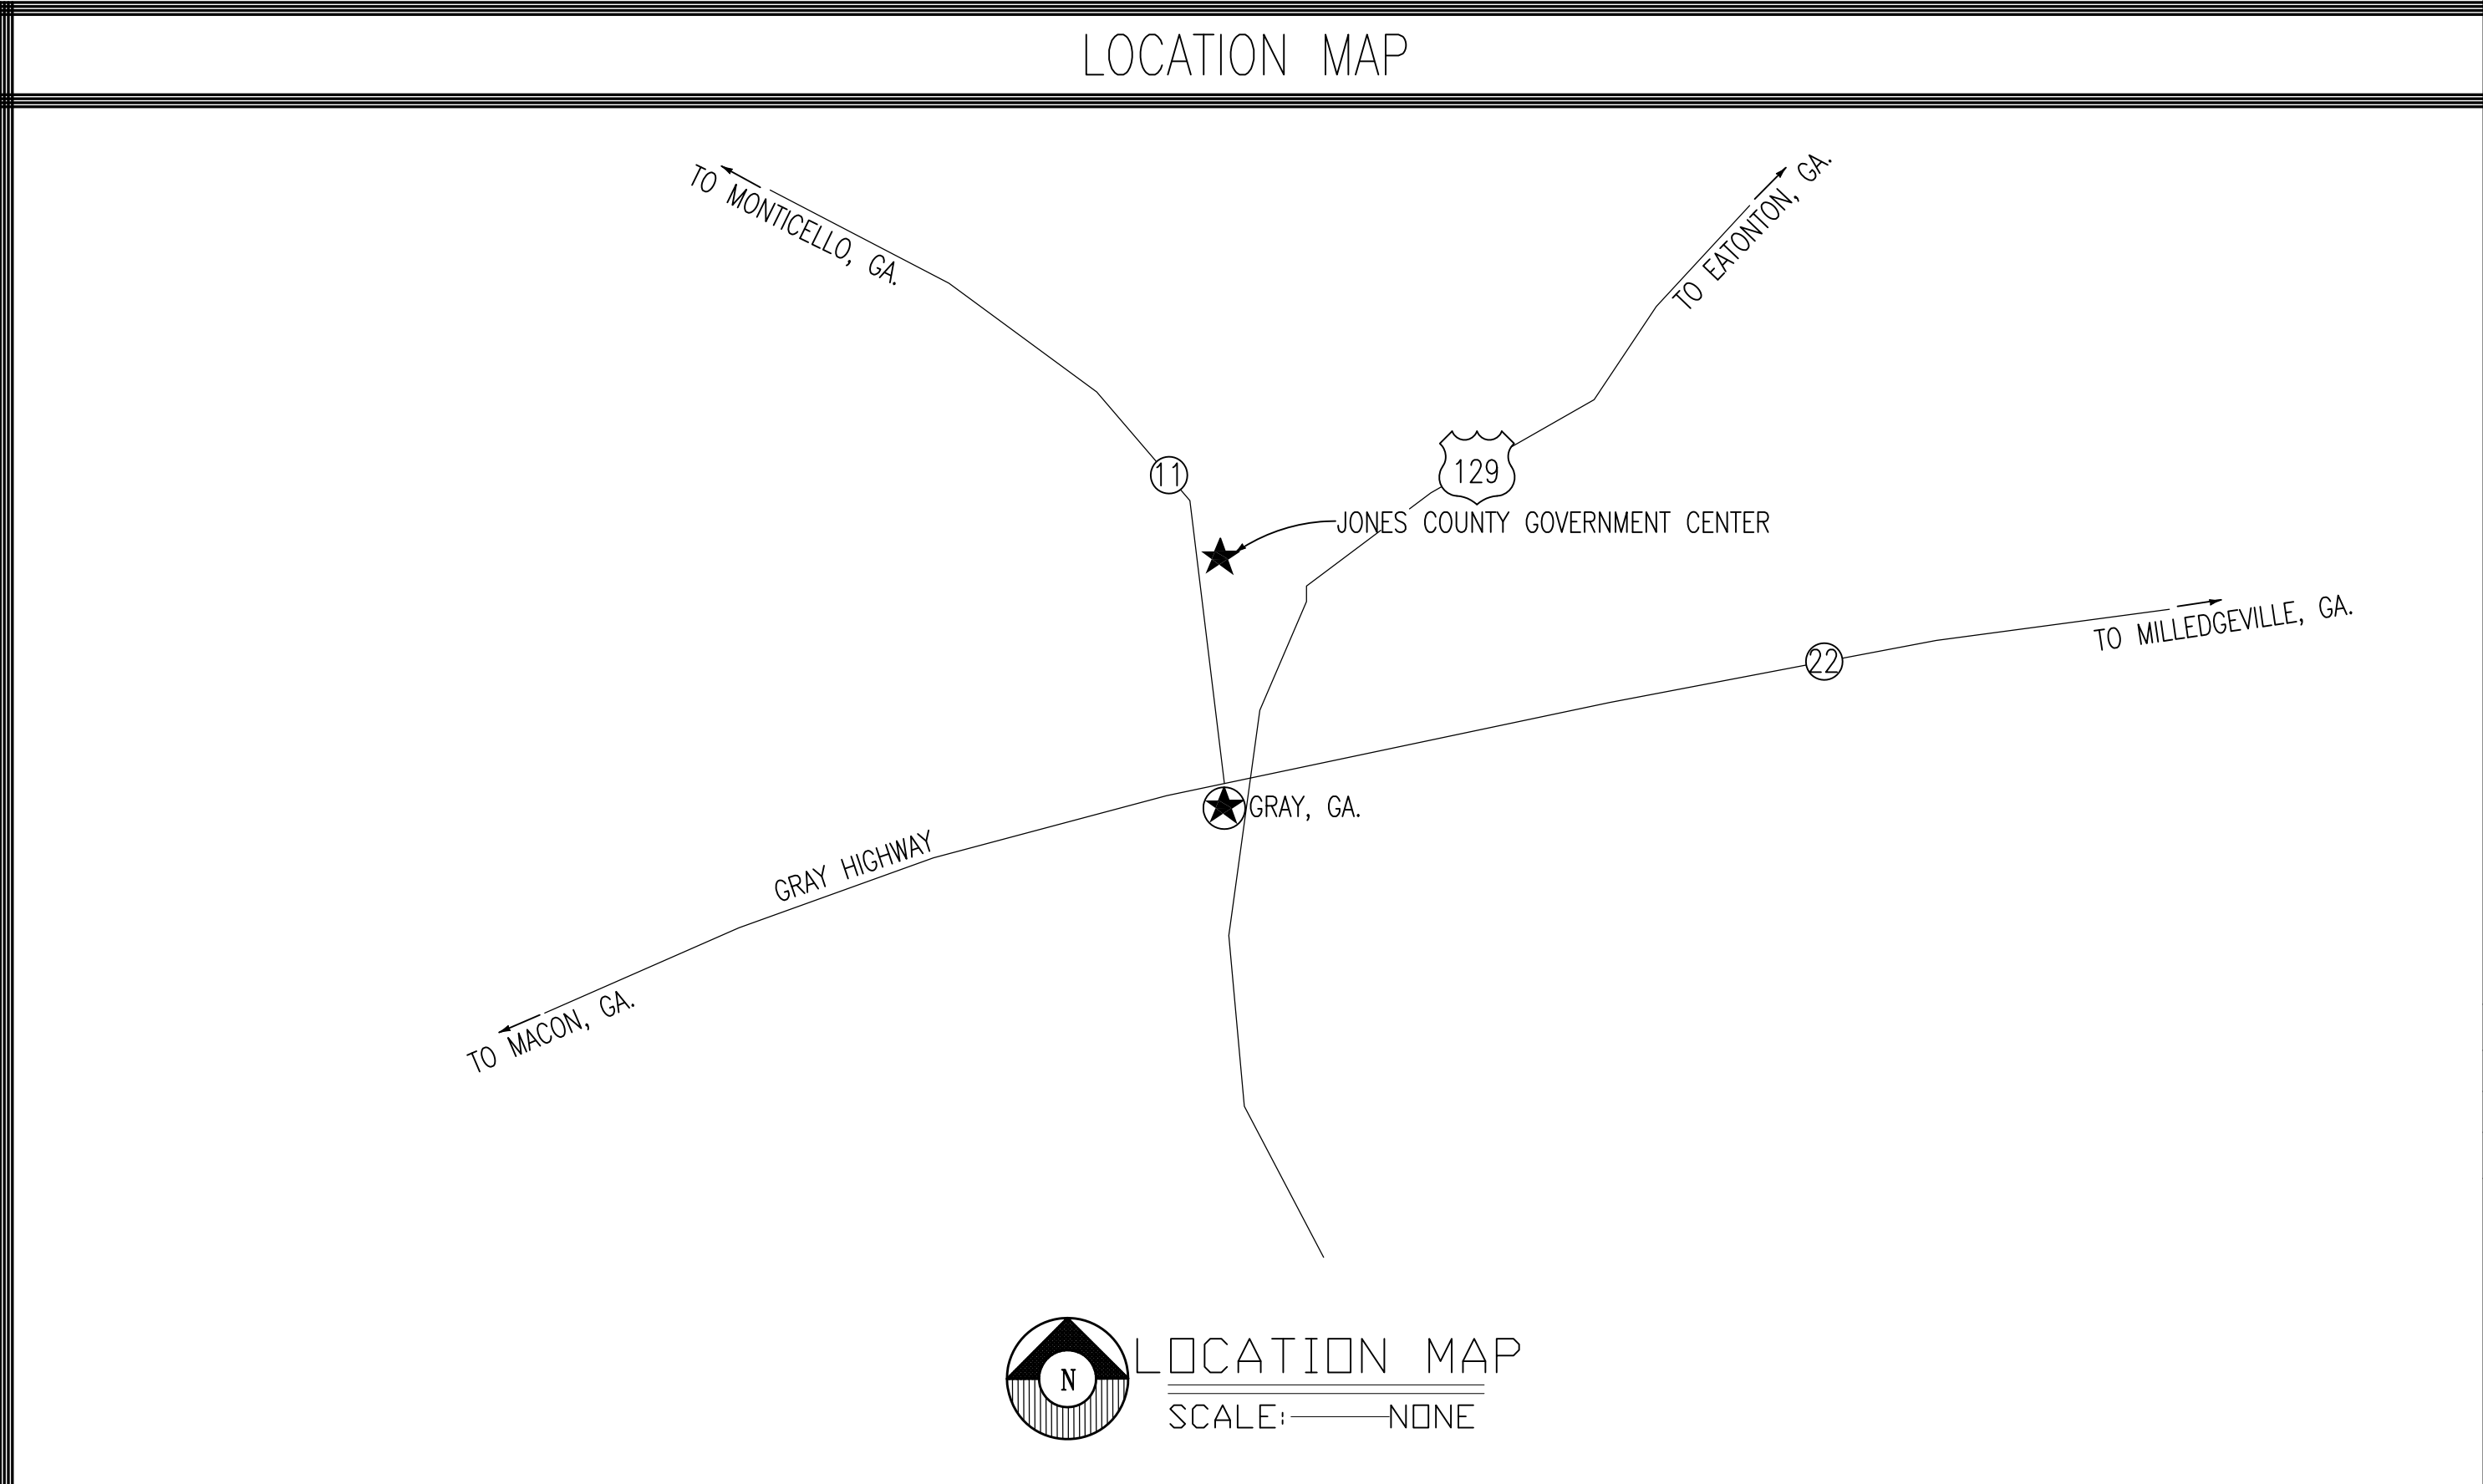 LOCATION MAP
TO MONTICELLO, GA.
TO EATONTON, GA.
129
11
JONES COUNTY GOVERNMENT CENTER
TO MILLEDGEVILLE, GA.
22
GRAY, GA.
GRAY HIGHWAY
TO MACON, GA.
LOCATION MAP
N
SCALE: NONE